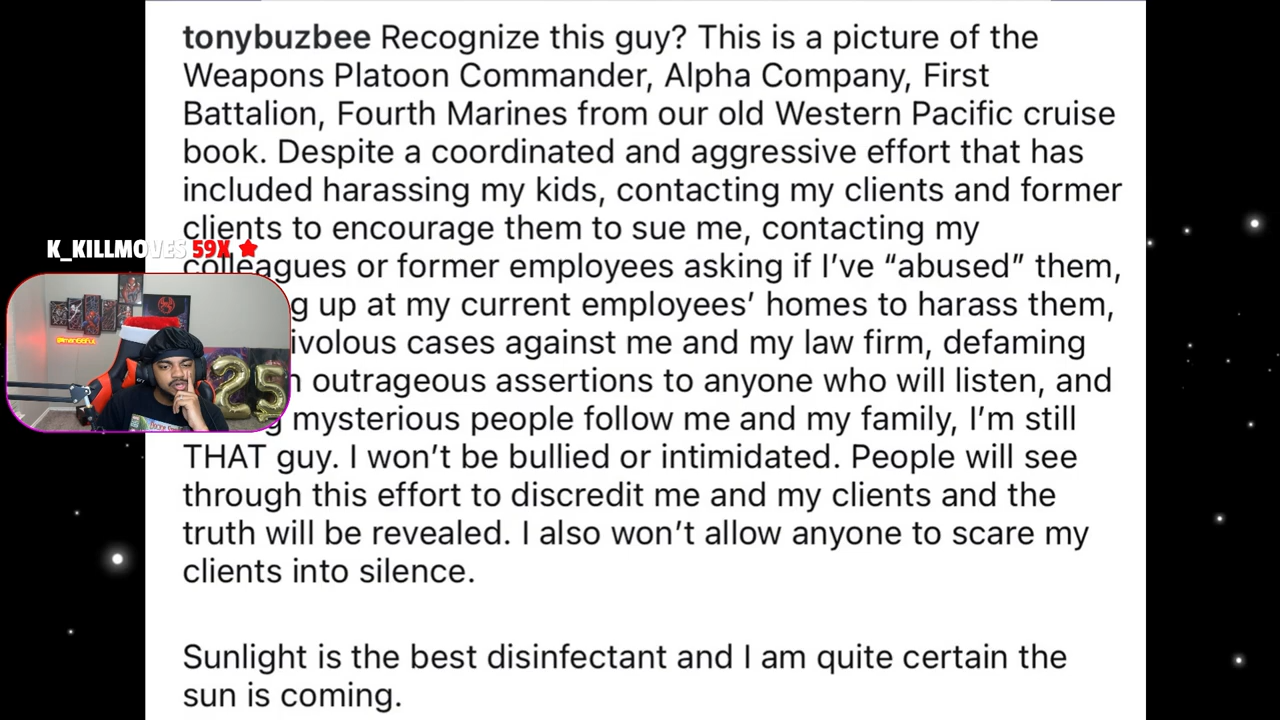 tonybuzbee Recognize this guy? This is a picture of the
Weapons Platoon Commander, Alpha Company, First
Battalion, Fourth Marines from our old Western Pacific cruise
book. Despite a coordinated and aggressive effort that has
included harassing my kids, contacting my clients and former
clients to encourage them to sue me, contacting my
K_KILLMOVES 59X
colleagues or former employees asking if I’ve “abused” them,
g up at my current employees’ homes to harass them,
ivolous cases against me and my law firm, defaming
outrageous assertions to anyone who will listen, and
mysterious people follow me and my family, I’m still
25
THAT guy. I won’t be bullied or intimidated. People will see
through this effort to discredit me and my clients and the
truth will be revealed. I also won’t allow anyone to scare my
clients into silence.
Sunlight is the best disinfectant and I am quite certain the
sun is coming.